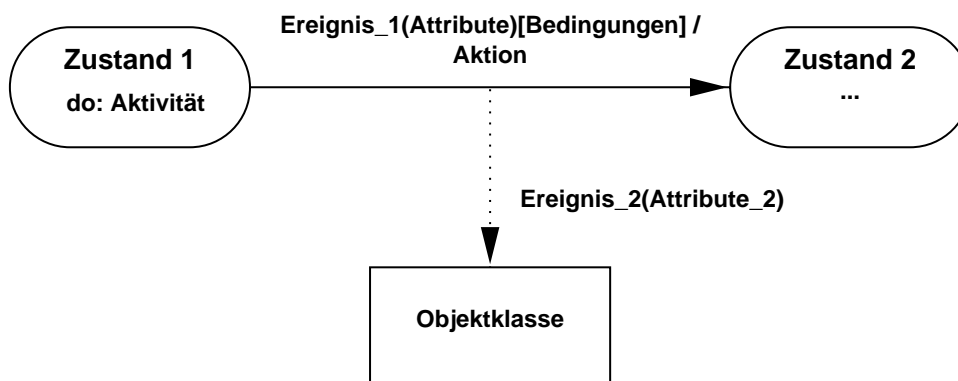 Ereignis_1(Attribute)[Bedingungen] /
Aktion
Zustand 1
do: Aktivität
Zustand 2
...
Ereignis_2(Attribute_2)
Objektklasse